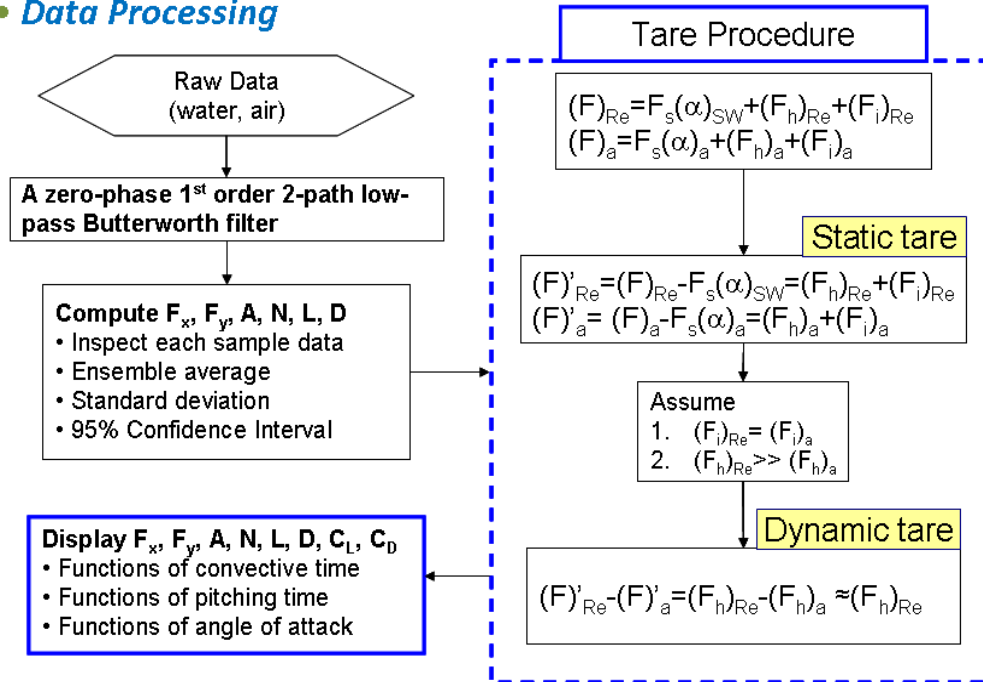 • Data Processing
Raw Data
(water, air)
A zero-phase 1st order 2-path low-
pass Butterworth filter
Compute Fx, Fy, A, N, L, D
• Inspect each sample data
• Ensemble average
• Standard deviation
• 95% Confidence Interval
Display Fx, Fy, A, N, L, D, CL, CD
• Functions of convective time
• Functions of pitching time
• Functions of angle of attack
Tare Procedure
(F)Re=Fs(α)SW+(Fh)Re+(Fi)Re
(F)a=Fs(α)a+(Fh)a+(Fi)a
Static tare
(F)'Re=(F)Re-Fs(α)SW=(Fh)Re+(Fi)Re
(F)'a= (F)a-Fs(α)a=(Fh)a+(Fi)a
Assume
1. (Fi)Re= (Fi)a
2. (Fh)Re>> (Fh)a
Dynamic tare
(F)'Re-(F)'a=(Fh)Re-(Fh)a ≈(Fh)Re